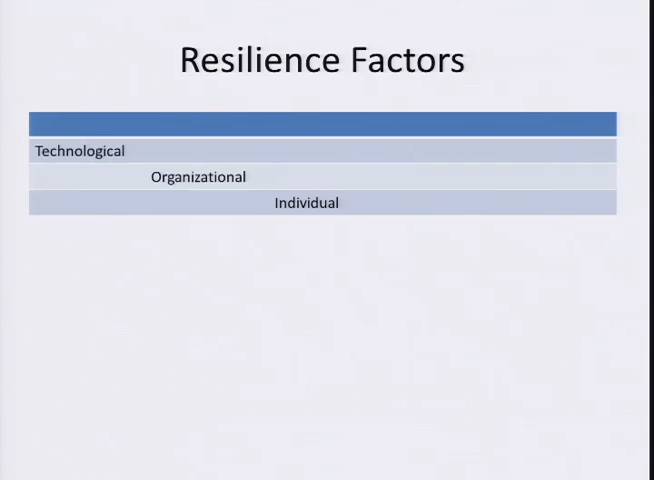 Resilience Factors
Technological
Organizational
Individual